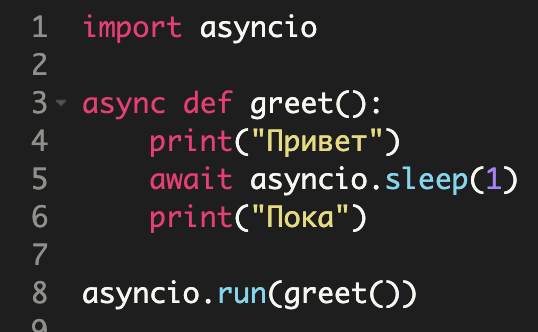 1 import asyncio
2
3 async def greet():
4     print("Привет")
5     await asyncio.sleep(1)
6     print("Пока")
7
8 asyncio.run(greet())
9